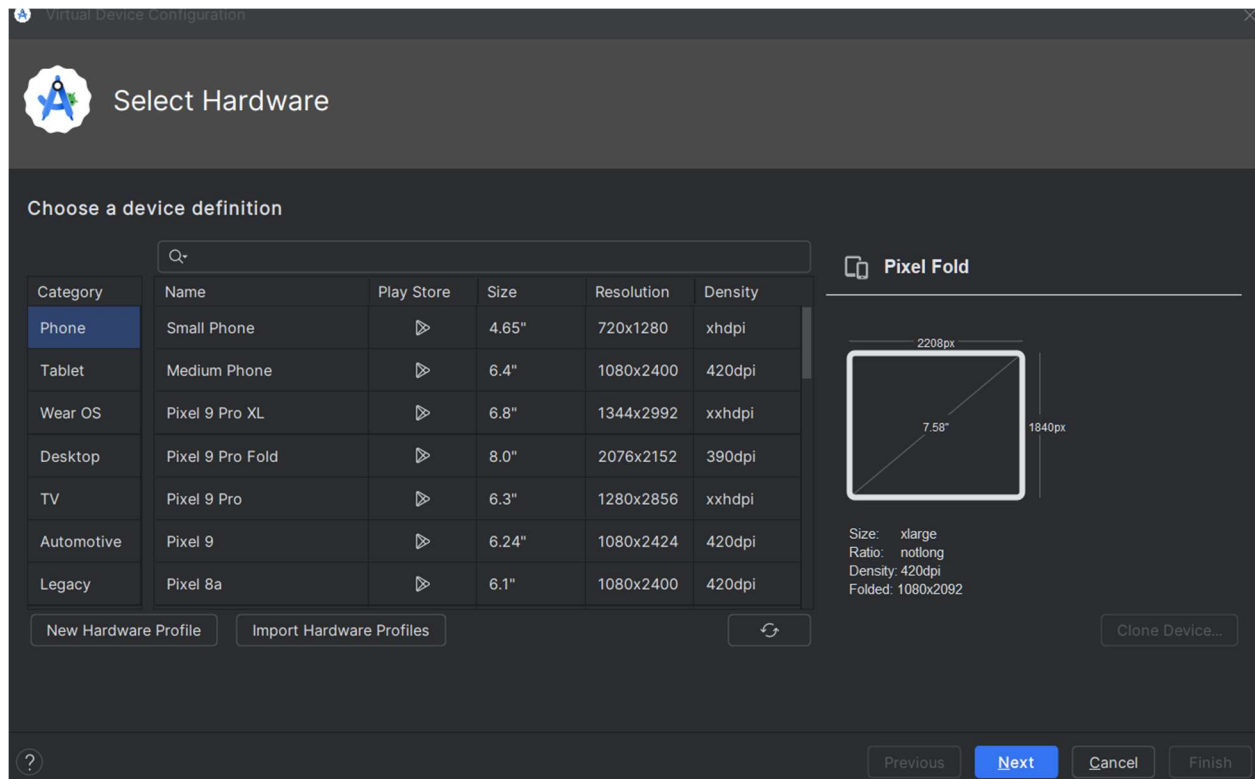 Virtual Device Configuration
Select Hardware
Choose a device definition
Category Name Play Store Size Resolution Density
Phone Small Phone 4.65" 720x1280 xhdpi
Tablet Medium Phone 6.4" 1080x2400 420dpi
Wear OS Pixel 9 Pro XL 6.8" 1344x2992 xxhdpi
Desktop Pixel 9 Pro Fold 8.0" 2076x2152 390dpi
TV Pixel 9 Pro 6.3" 1280x2856 xxhdpi
Automotive Pixel 9 6.24" 1080x2424 420dpi
Legacy Pixel 8a 6.1" 1080x2400 420dpi
New Hardware Profile Import Hardware Profiles
Pixel Fold
2208px
7.58"
1840px
Size: xlarge
Ratio: notlong
Density: 420dpi
Folded: 1080x2092
Clone Device...
? Previous Next Cancel Finish